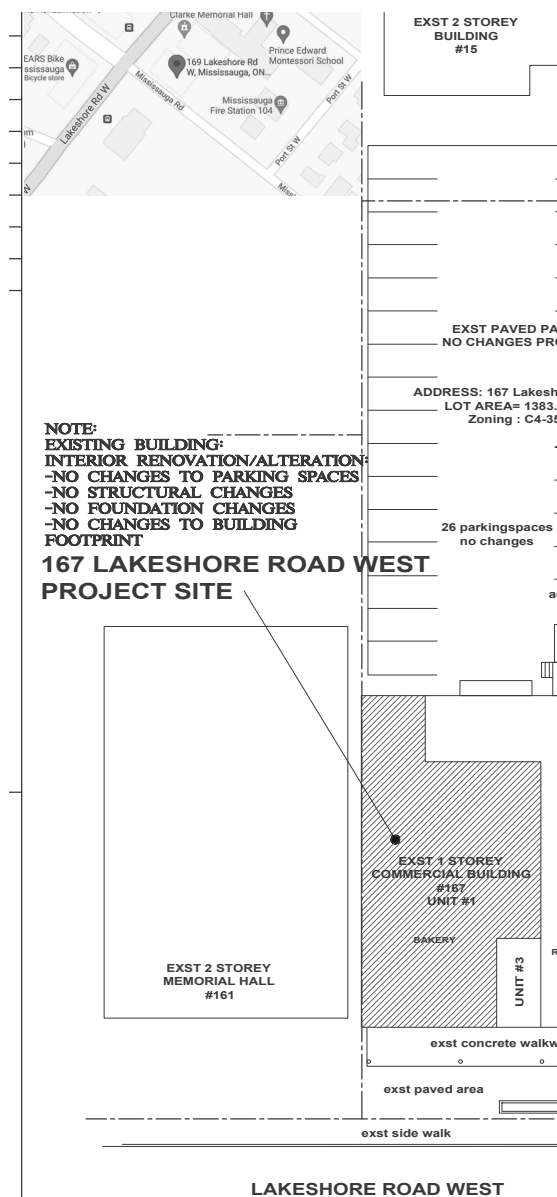 Clarke Memorial Hall
EARS Bike
ssissauga
Bicycle store
169 Lakeshore Rd
W, Mississauga, ON...
Prince Edward
Montessori School
Mississauga Rd
Lakeshore Rd W
Mississauga
Fire Station 104
Port St W
Port St W
EXST 2 STOREY
BUILDING
#15
EXST PAVED PA
NO CHANGES PR
ADDRESS: 167 Lakesh
LOT AREA= 1383.
Zoning : C4-35
NOTE:
EXISTING BUILDING:
INTERIOR RENOVATION/ALTERATION:
-NO CHANGES TO PARKING SPACES
-NO STRUCTURAL CHANGES
-NO FOUNDATION CHANGES
-NO CHANGES TO BUILDING
FOOTPRINT
26 parkingspaces
no changes
167 LAKESHORE ROAD WEST
PROJECT SITE
EXST 1 STOREY
COMMERCIAL BUILDING
#167
UNIT #1
BAKERY
UNIT #3
EXST 2 STOREY
MEMORIAL HALL
#161
exst concrete walkw
exst paved area
exst side walk
LAKESHORE ROAD WEST